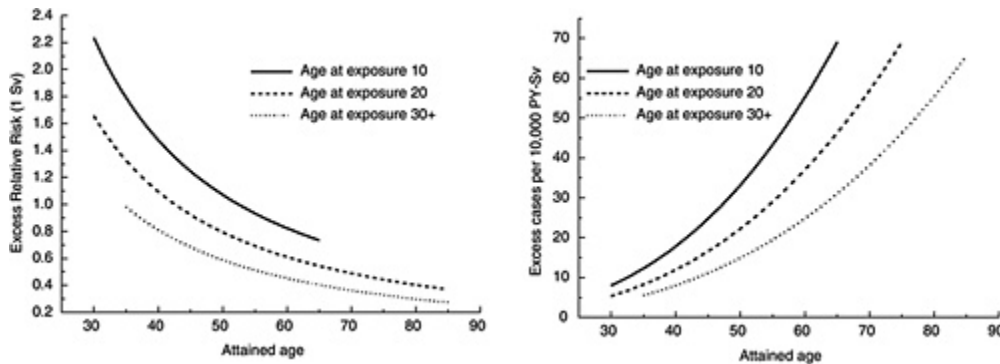 Excess Relative Risk (1 Sv)
2.4
2.2
2.0
1.8
1.6
1.4
1.2
1.0
0.8
0.6
0.4
0.2
Age at exposure 10
Age at exposure 20
Age at exposure 30+
30 40 50 60 70 80 90
Attained age
Excess cases per 10,000 PY-Sv
70
60
50
40
30
20
10
0
Age at exposure 10
Age at exposure 20
Age at exposure 30+
30 40 50 60 70 80 90
Attained age